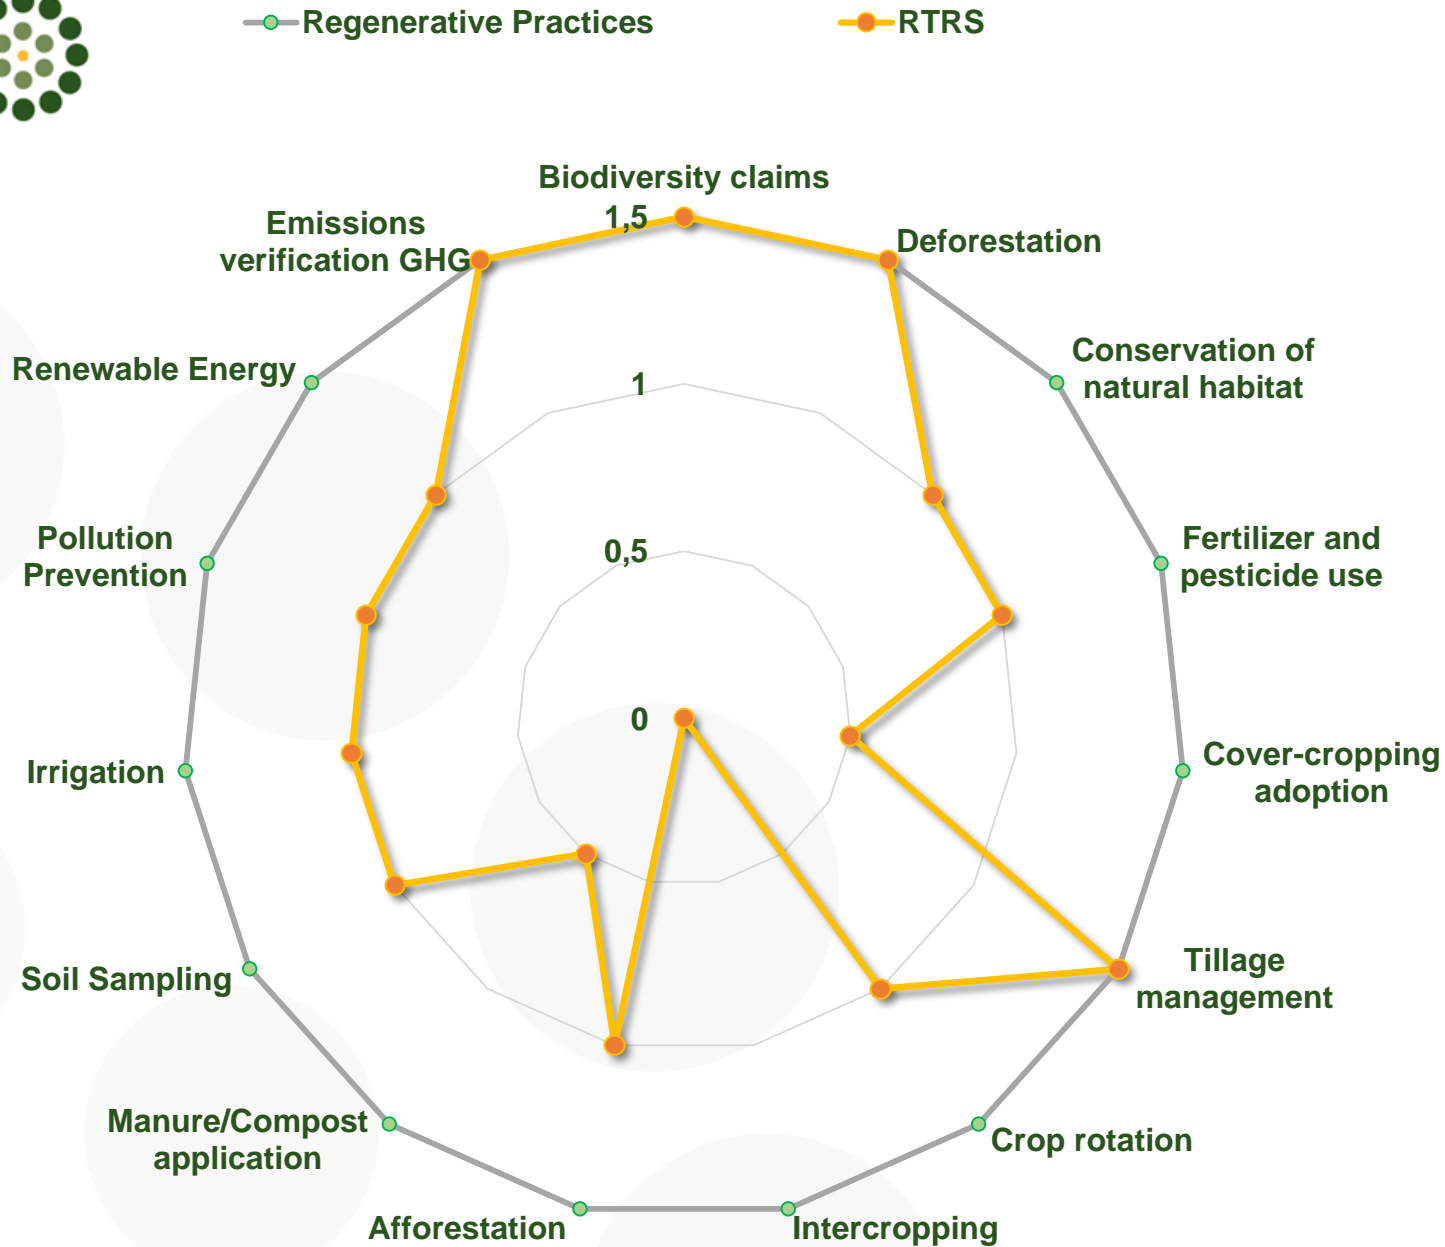 Regenerative Practices
RTRS
Biodiversity claims
1,5
Emissions
verification GHG
Deforestation
Conservation of
natural habitat
Renewable Energy
1
Pollution
Prevention
Fertilizer and
pesticide use
0,5
0
Irrigation
Cover-cropping
adoption
Soil Sampling
Tillage
management
Manure/Compost
application
Crop rotation
Afforestation
Intercropping